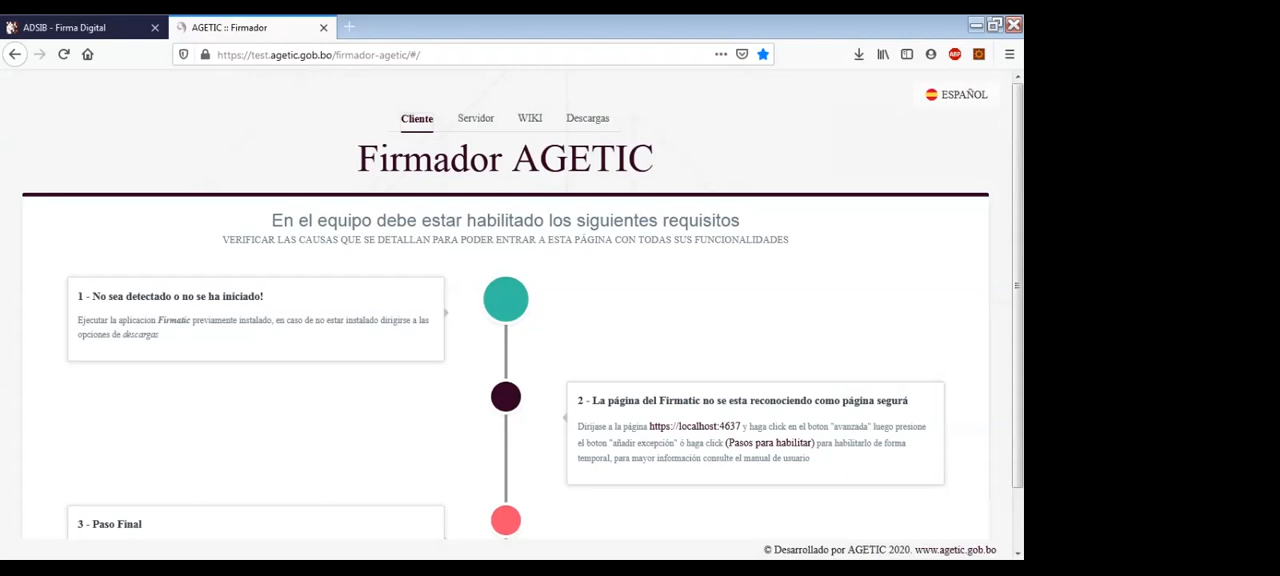 ADSIB - Firma Digital
AGETIC :: Firmador
https://test.agetic.gob.bo/firmador-agetic/#/
ABP
ESPAÑOL
Cliente Servidor WIKI Descargas
Firmador AGETIC
En el equipo debe estar habilitado los siguientes requisitos
VERIFICAR LAS CAUSAS QUE SE DETALLAN PARA PODER ENTRAR A ESTA PÁGINA CON TODAS SUS FUNCIONALIDADES
1 - No sea detectado o no se ha iniciado!
Ejecutar la aplicacion Firmatic previamente instalado, en caso de no estar instalado dirigirse a las
opciones de descargas
2 - La página del Firmatic no se esta reconociendo como página segurá
Dirijase a la página https://localhost:4637 y haga click en el boton "avanzada" luego presione
el boton "añadir excepción" ó haga click (Pasos para habilitar) para habilitarlo de forma
temporal, para mayor información consulte el manual de usuario
3 - Paso Final
© Desarrollado por AGETIC 2020. www.agetic.gob.bo